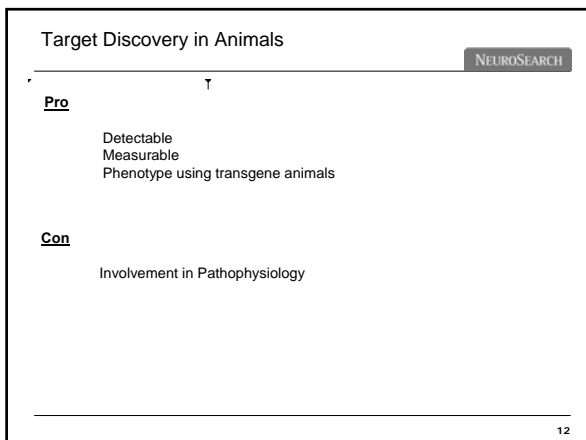 Target Discovery in Animals
NEUROSEARCH
Pro
Detectable
Measurable
Phenotype using transgene animals
Con
Involvement in Pathophysiology
12